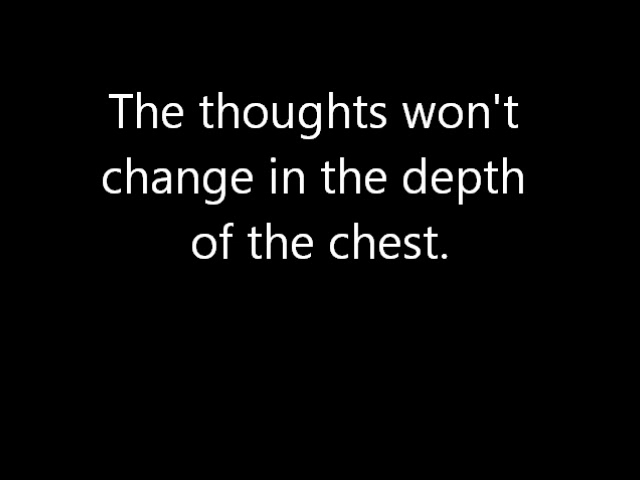 The thoughts won't
change in the depth
of the chest.